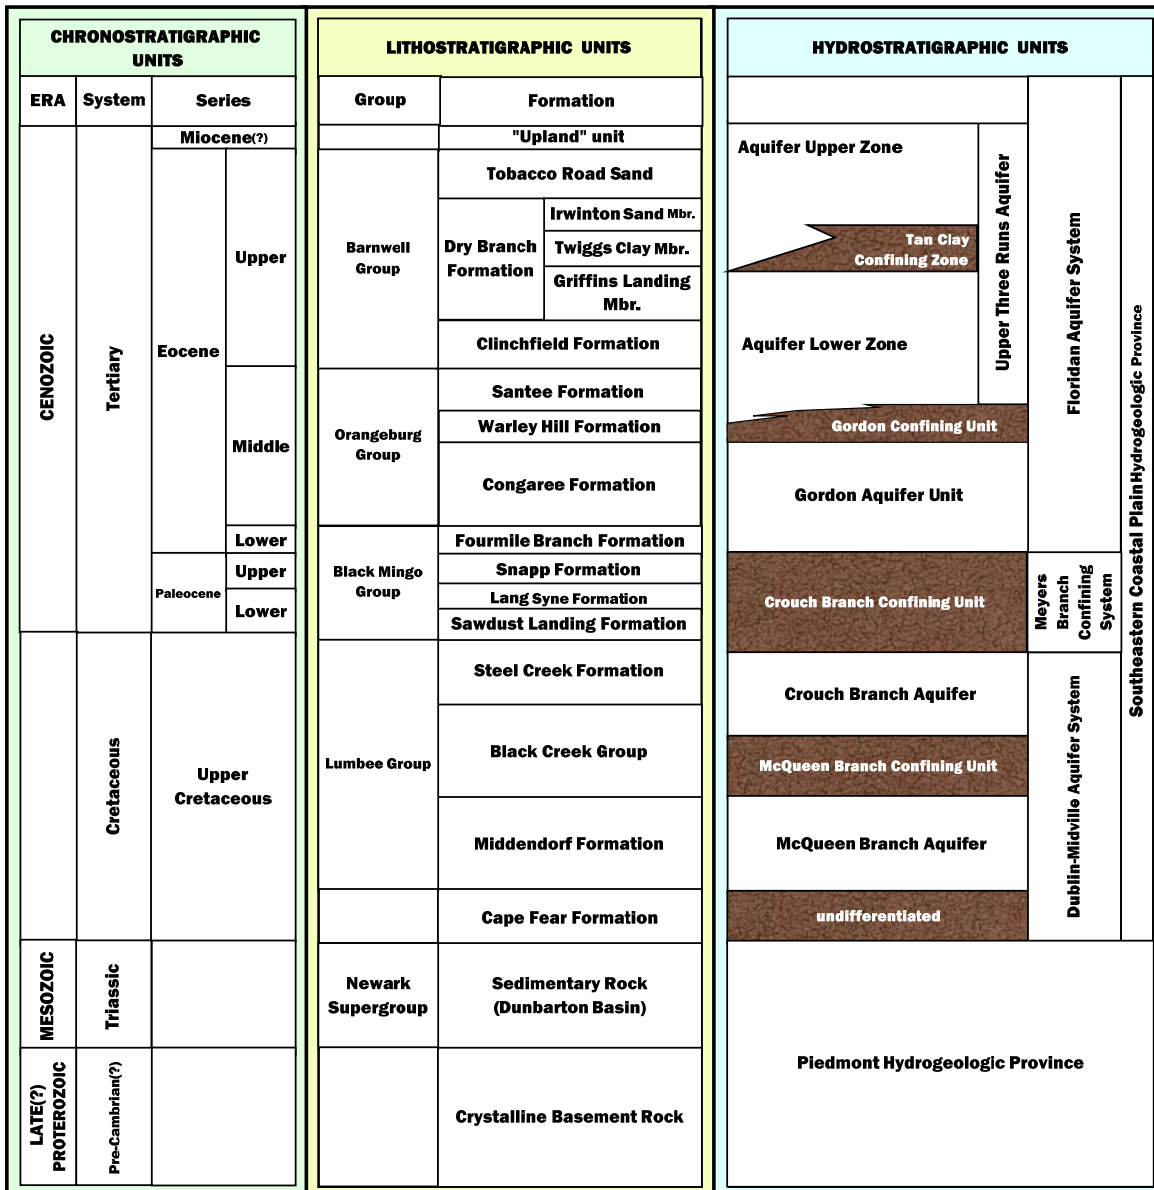 CHRONOSTRATIGRAPHIC
UNITS
ERA
System
Series
Miocene(?)
CENOZOIC
Tertiary
Eocene
Upper
Middle
Lower
Paleocene
Upper
Lower
Cretaceous
Upper
Cretaceous
MESOZOIC
Triassic
LATE(?)
PROTEROZOIC
Pre-Cambrian(?)
LITHOSTRATIGRAPHIC UNITS
Group
Formation
"Upland" unit
Barnwell
Group
Tobacco Road Sand
Dry Branch
Formation
Irwinton Sand Mbr.
Twiggs Clay Mbr.
Griffins Landing
Mbr.
Clinchfield Formation
Orangeburg
Group
Santee Formation
Warley Hill Formation
Congaree Formation
Black Mingo
Group
Fourmile Branch Formation
Snapp Formation
Lang Syne Formation
Sawdust Landing Formation
Lumbee Group
Steel Creek Formation
Black Creek Group
Middendorf Formation
Cape Fear Formation
Newark
Supergroup
Sedimentary Rock
(Dunbarton Basin)
Crystalline Basement Rock
HYDROSTRATIGRAPHIC UNITS
Aquifer Upper Zone
Tan Clay
Confining Zone
Aquifer Lower Zone
Upper Three Runs Aquifer
Gordon Confining Unit
Gordon Aquifer Unit
Floridan Aquifer System
Crouch Branch Confining Unit
Meyers
Branch
Confining
System
Crouch Branch Aquifer
McQueen Branch Confining Unit
McQueen Branch Aquifer
undifferentiated
Dublin-Midville Aquifer System
Southeastern Coastal Plain Hydrogeologic Province
Piedmont Hydrogeologic Province